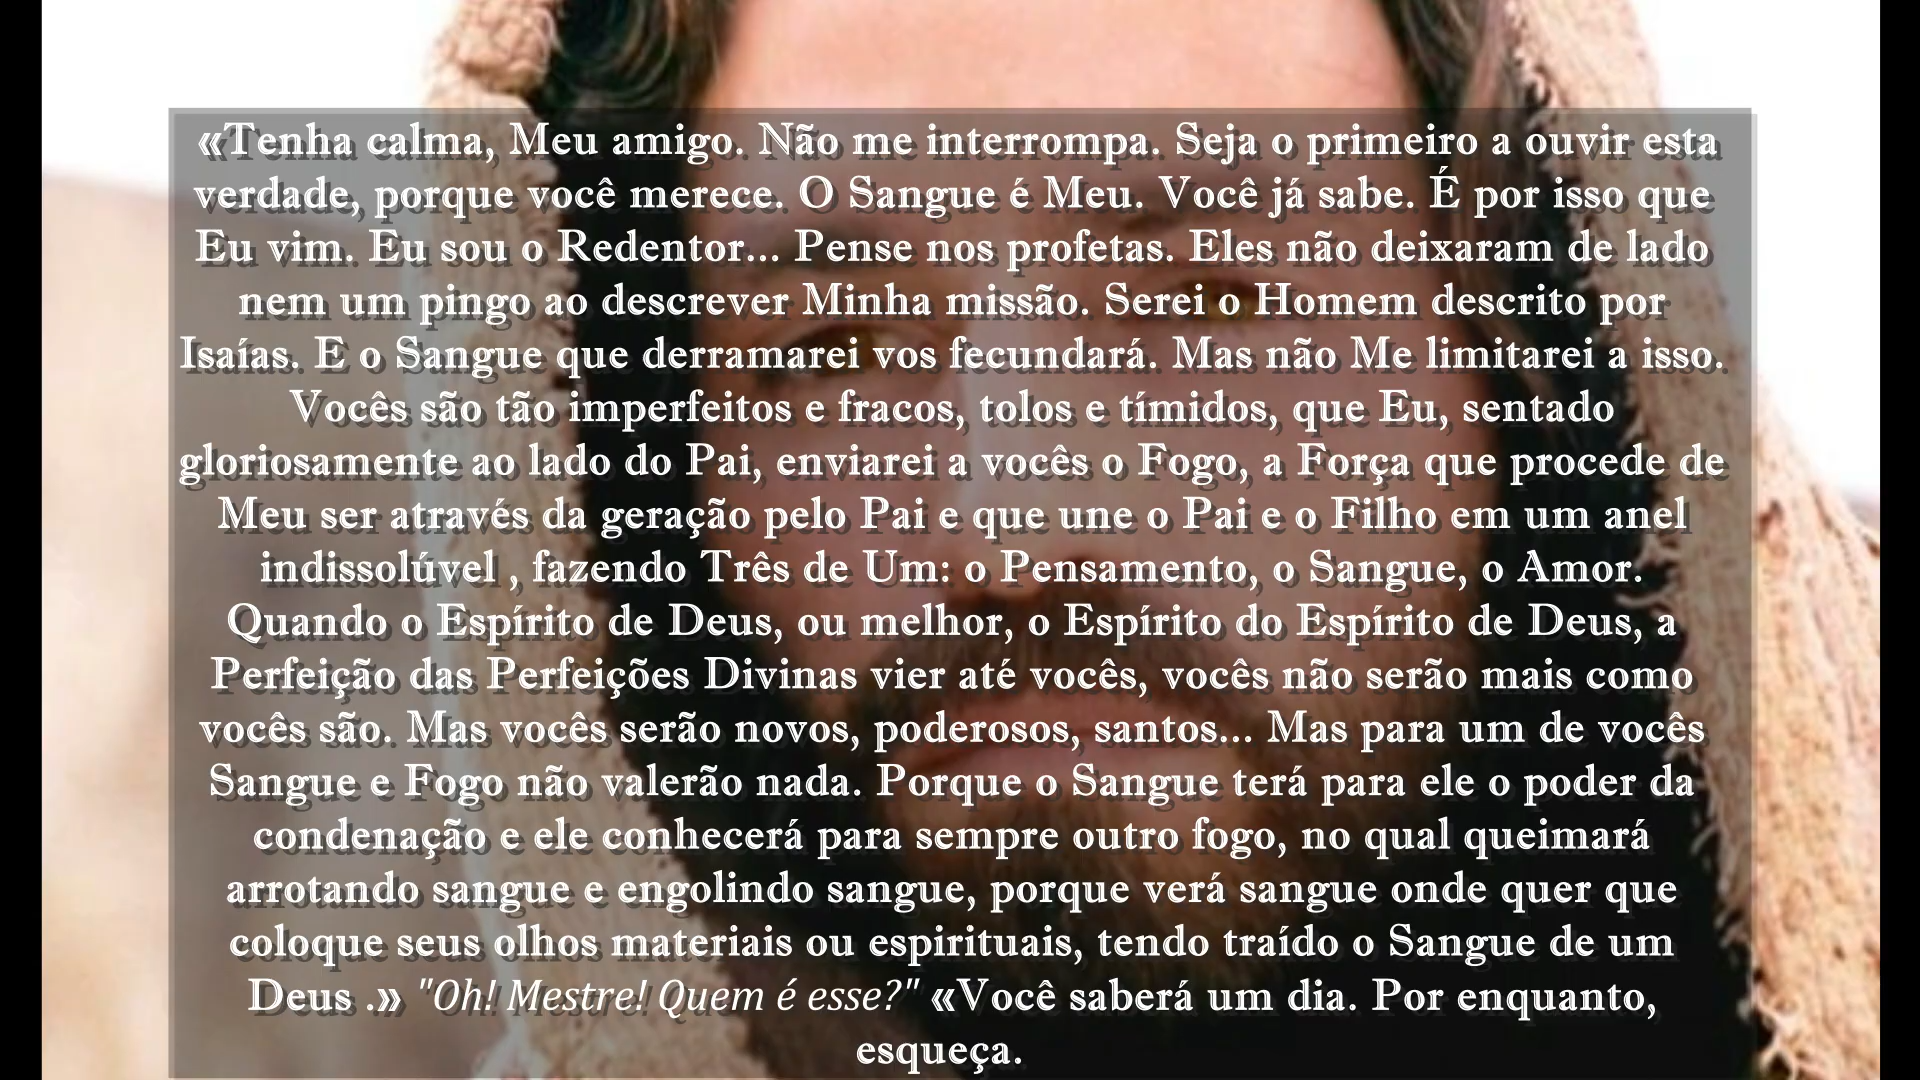 «Tenha calma, Meu amigo. Não me interrompa. Seja o primeiro a ouvir esta
verdade, porque você merece. O Sangue é Meu. Você já sabe. É por isso que
Eu vim. Eu sou o Redentor... Pense nos profetas. Eles não deixaram de lado
nem um pingo ao descrever Minha missão. Serei o Homem descrito por
Isaías. E o Sangue que derramarei vos fecundará. Mas não Me limitarei a isso.
Vocês são tão imperfeitos e fracos, tolos e tímidos, que Eu, sentado
gloriosamente ao lado do Pai, enviarei a vocês o Fogo, a Força que procede de
Meu ser através da geração pelo Pai e que une o Pai e o Filho em um anel
indissolúvel , fazendo Três de Um: o Pensamento, o Sangue, o Amor.
Quando o Espírito de Deus, ou melhor, o Espírito do Espírito de Deus, a
Perfeição das Perfeições Divinas vier até vocês, vocês não serão mais como
vocês são. Mas vocês serão novos, poderosos, santos... Mas para um de vocês
Sangue e Fogo não valerão nada. Porque o Sangue terá para ele o poder da
condenação e ele conhecerá para sempre outro fogo, no qual queimará
arrotando sangue e engolindo sangue, porque verá sangue onde quer que
coloque seus olhos materiais ou espirituais, tendo traído o Sangue de um
Deus .» "Oh! Mestre! Quem é esse?" «Você saberá um dia. Por enquanto,
esqueça.